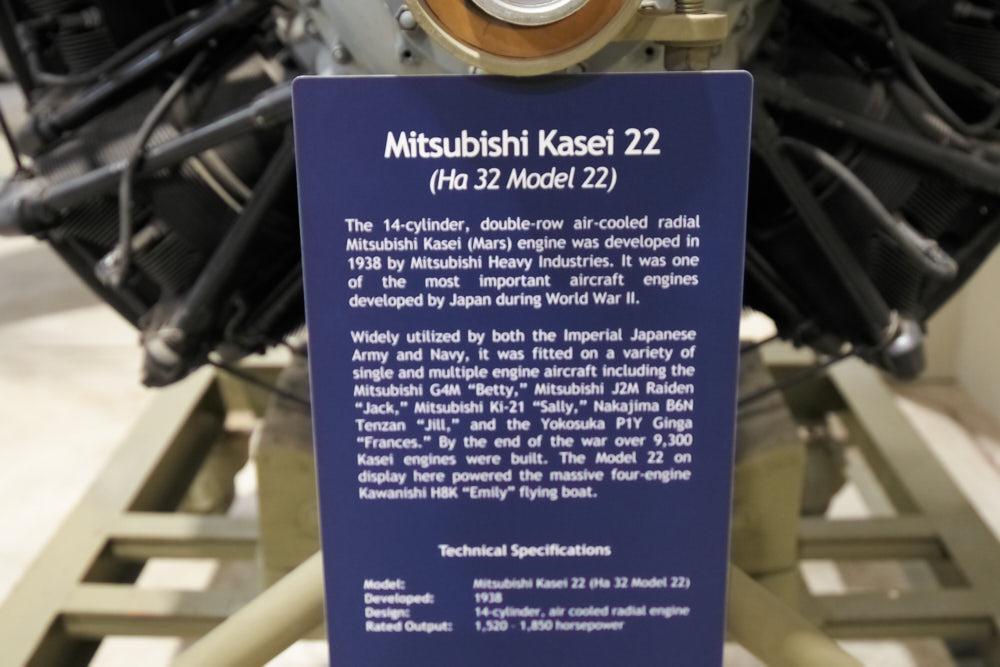 Mitsubishi Kasei 22
(Ha 32 Model 22)
The 14-cylinder, double-row air-cooled radial
Mitsubishi Kasei (Mars) engine was developed in
1938 by Mitsubishi Heavy Industries. It was one
of the most important aircraft engines
developed by Japan during World War II.
Widely utilized by both the Imperial Japanese
Army and Navy, it was fitted on a variety of
single and multiple engine aircraft including the
Mitsubishi G4M “Betty,” Mitsubishi J2M Raiden
“Jack,” Mitsubishi Ki-21 “Sally,” Nakajima B6N
Tenzan “Jill,” and the Yokosuka P1Y Ginga
“Frances.” By the end of the war over 9,300
Kasei engines were built. The Model 22 on
display here powered the massive four-engine
Kawanishi H8K “Emily” flying boat.
Technical Specifications
Model: Mitsubishi Kasei 22 (Ha 32 Model 22)
Developed: 1938
Design: 14-cylinder, air cooled radial engine
Rated Output: 1,520 - 1,850 horsepower